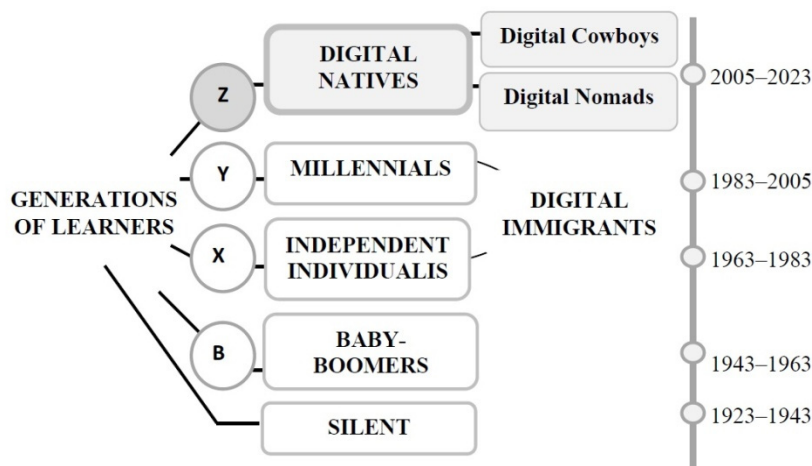 GENERATIONS
OF LEARNERS
Z
DIGITAL
NATIVES
Digital Cowboys
Digital Nomads
2005–2023
Y
MILLENNIALS
1983–2005
DIGITAL
IMMIGRANTS
X
INDEPENDENT
INDIVIDUALIS
1963–1983
B
BABY-
BOOMERS
1943–1963
SILENT
1923–1943